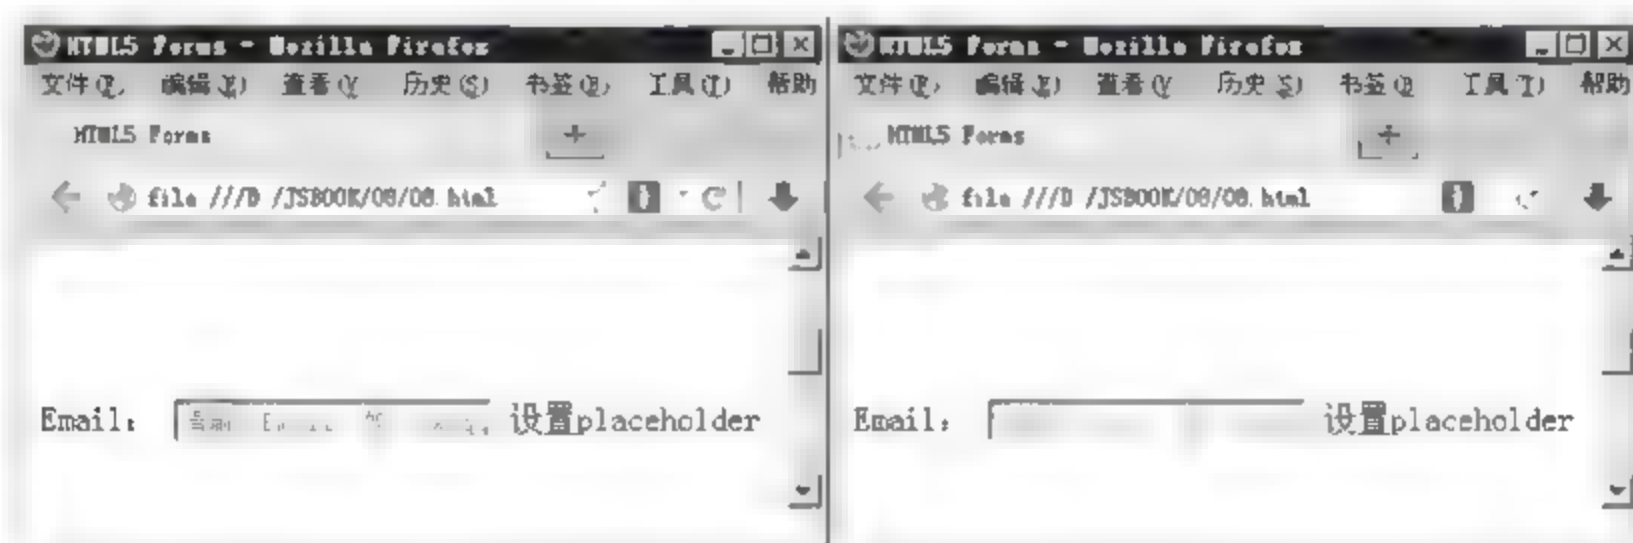 HTML5 Forms - Mozilla Firefox
文件(F) 编辑(E) 查看(V 历史(S) 书签(B) 工具(T) 帮助
HTML5 Forms +
file:///D:/JSBOOK/08/08.html
Email: 设置placeholder
HTML5 Forms - Mozilla Firefox
文件(F) 编辑(E) 查看(V 历史(S) 书签(B 工具(T) 帮助
HTML5 Forms +
file:///D:/JSBOOK/08/08.html
Email: 设置placeholder